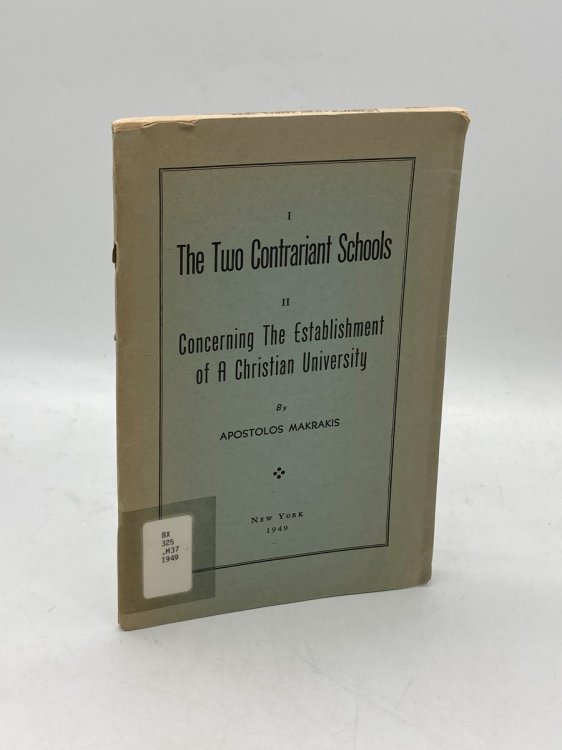 I
The Two Contrariant Schools
II
Concerning The Establishment
of A Christian University
By
APOSTOLOS MAKRAKIS
NEW YORK
1949
BX
325
.M37
1949